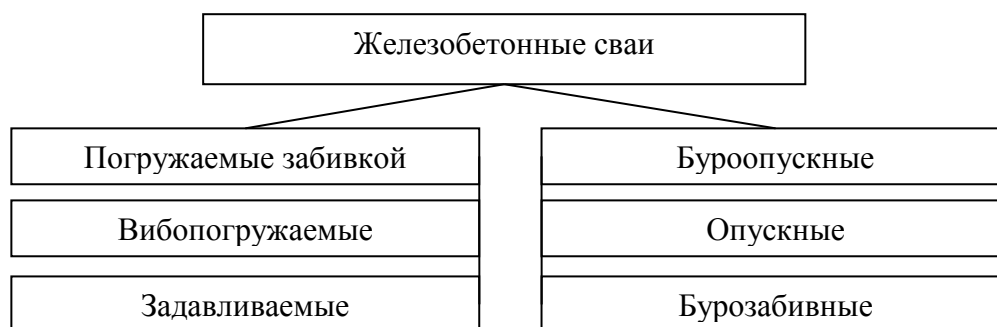 Железобетонные сваи
Погружаемые забивкой
Буроопускные
Вибопогружаемые
Опускные
Задавливаемые
Бурозабивные